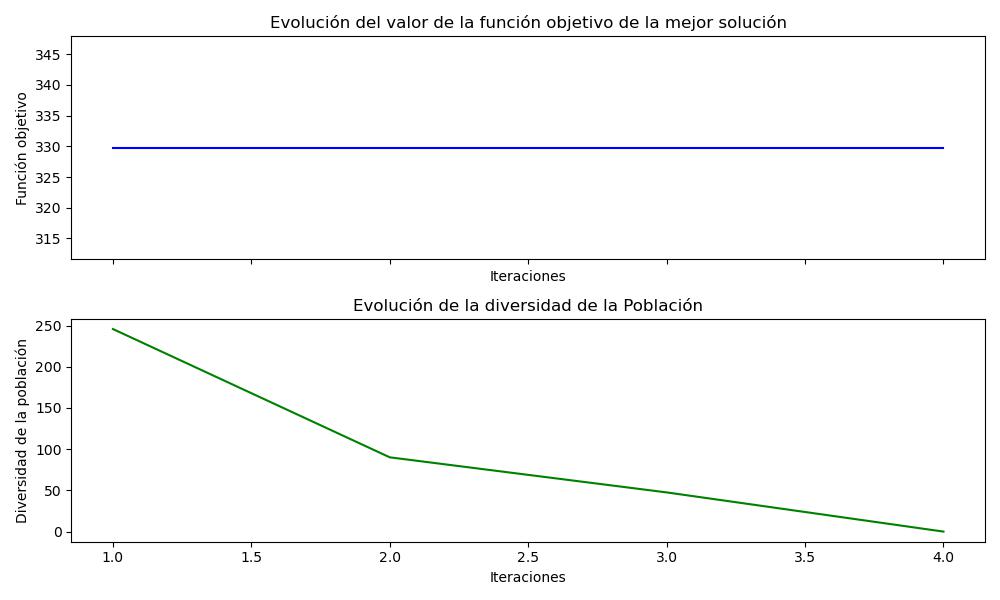 Evolución del valor de la función objetivo de la mejor solución
Función objetivo
345
340
335
330
325
320
315
Iteraciones
Evolución de la diversidad de la Población
Diversidad de la población
250
200
150
100
50
0
1.0 1.5 2.0 2.5 3.0 3.5 4.0
Iteraciones